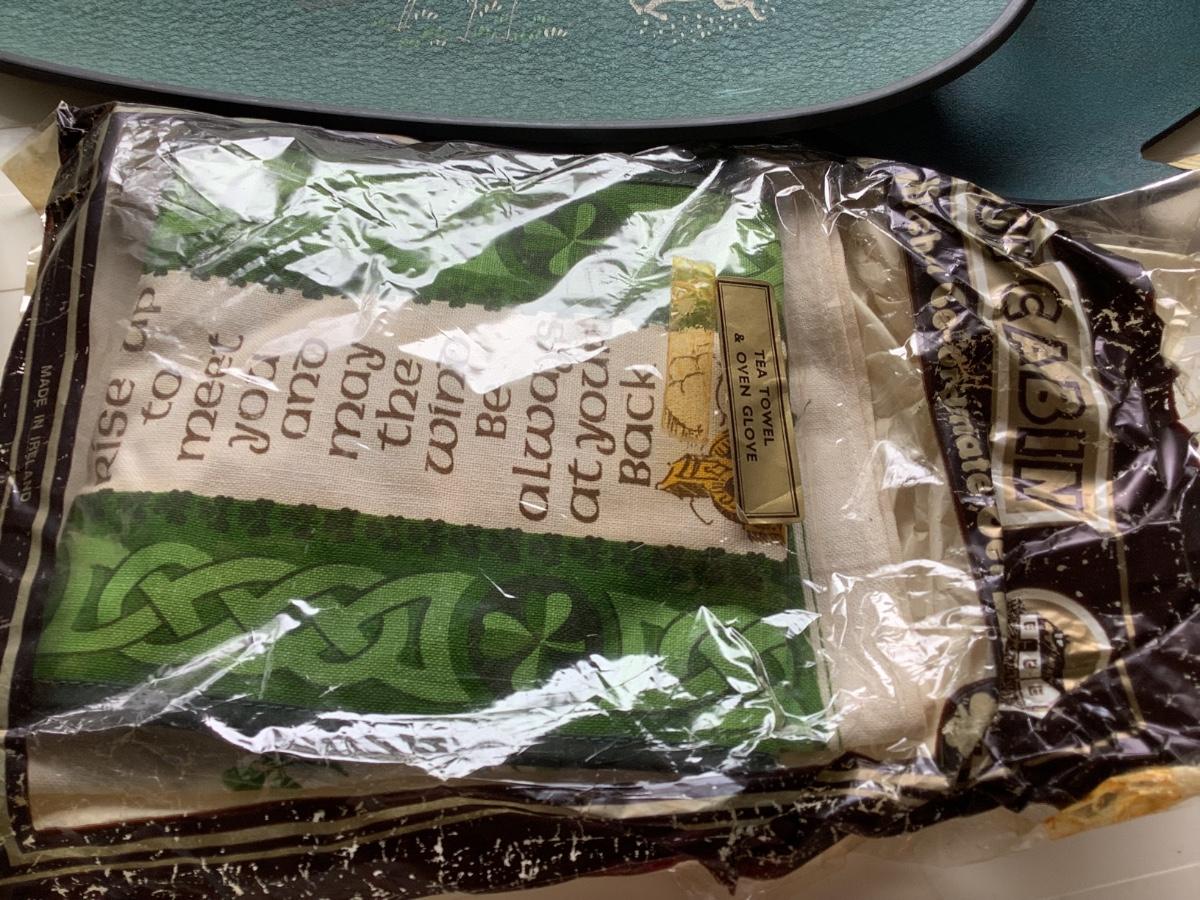 rise up
to
meet
you
and
may
the
wind
Be
always
at your
Back
TEA TOWEL
& OVEN GLOVE
CABIN
MADE IN IRELAND